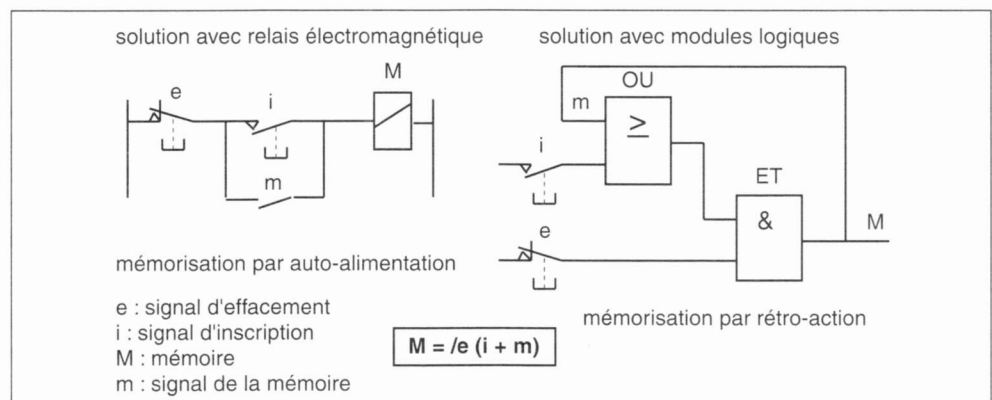 solution avec relais électromagnétique
M
e
i
m
mémorisation par auto-alimentation
e : signal d'effacement
i : signal d'inscription
M : mémoire
m : signal de la mémoire
M = /e (i + m)
solution avec modules logiques
OU
m
≥
i
ET
&
M
e
mémorisation par rétro-action